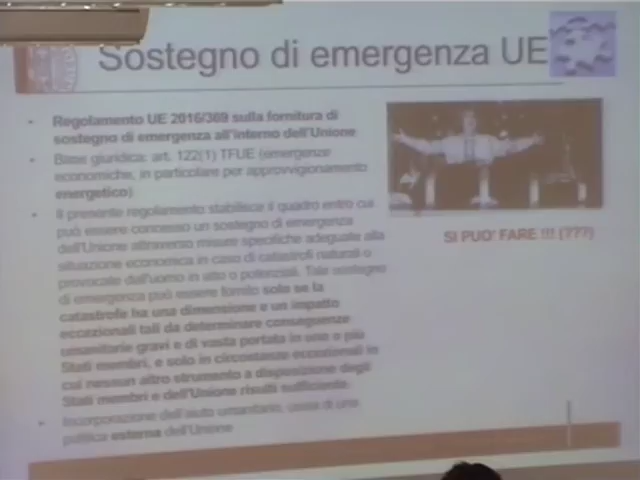 Sostegno di emergenza UE
• Regolamento UE 2016/369 sulla fornitura di
sostegno di emergenza all'interno dell'Unione
• Base giuridica: art. 122(1) TFUE (emergenze
economiche, in particolare per approvvigionamento
energetico)
• Il presente regolamento stabilisce il quadro entro cui
può essere concesso un sostegno di emergenza
dell'Unione attraverso misure specifiche adeguate alla
situazione economica in caso di catastrofi naturali o
provocate dall'uomo in atto o potenziali. Tale sostegno
di emergenza può essere fornito solo se la
catastrofe ha una dimensione e un impatto
eccezionali tali da determinare conseguenze
umanitarie gravi e di vasta portata in uno o più
Stati membri, e solo in circostanze eccezionali in
cui nessun altro strumento a disposizione degli
Stati membri e dell'Unione risulti sufficiente.
• Incorporazione dell'aiuto umanitario, ossia di una
politica esterna dell'Unione
SI PUO' FARE !!! (???)